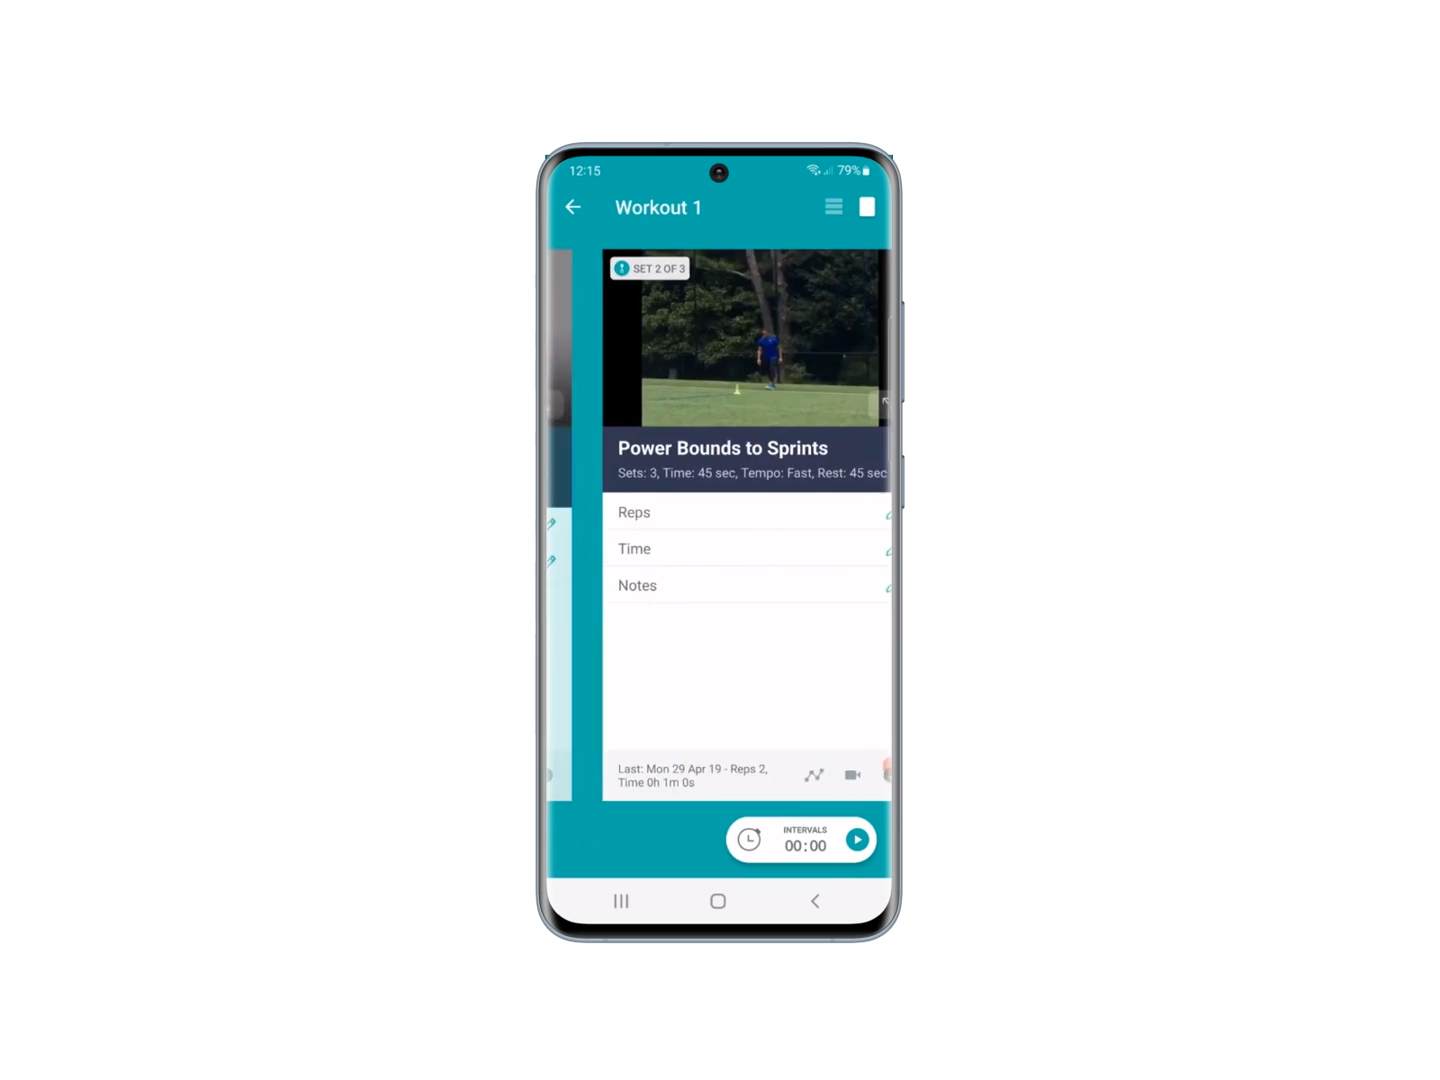 12:15
79%
Workout 1
SET 2 OF 3
Power Bounds to Sprints
Sets: 3, Time: 45 sec, Tempo: Fast, Rest: 45 sec
Reps
Time
Notes
Last: Mon 29 Apr 19 - Reps 2,
Time 0h 1m 0s
INTERVALS
00:00